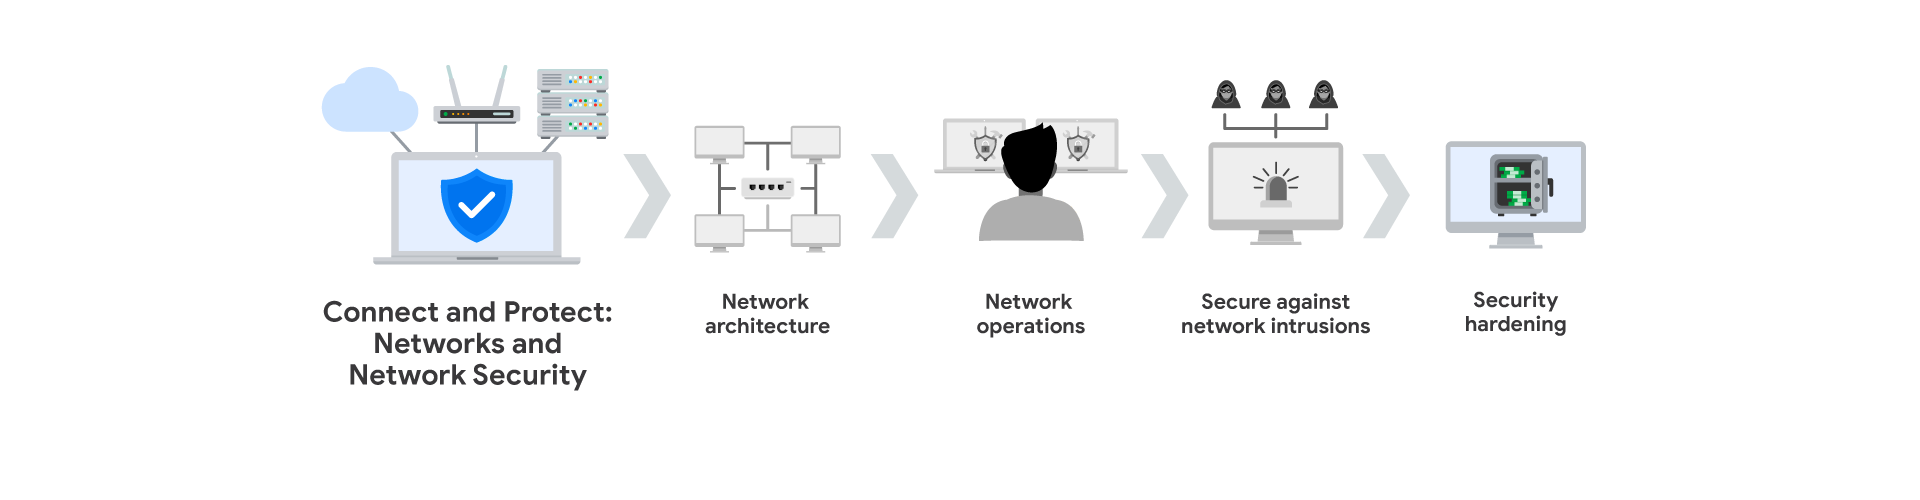 Connect and Protect:
Networks and
Network Security
Network
architecture
Network
operations
Secure against
network intrusions
Security
hardening